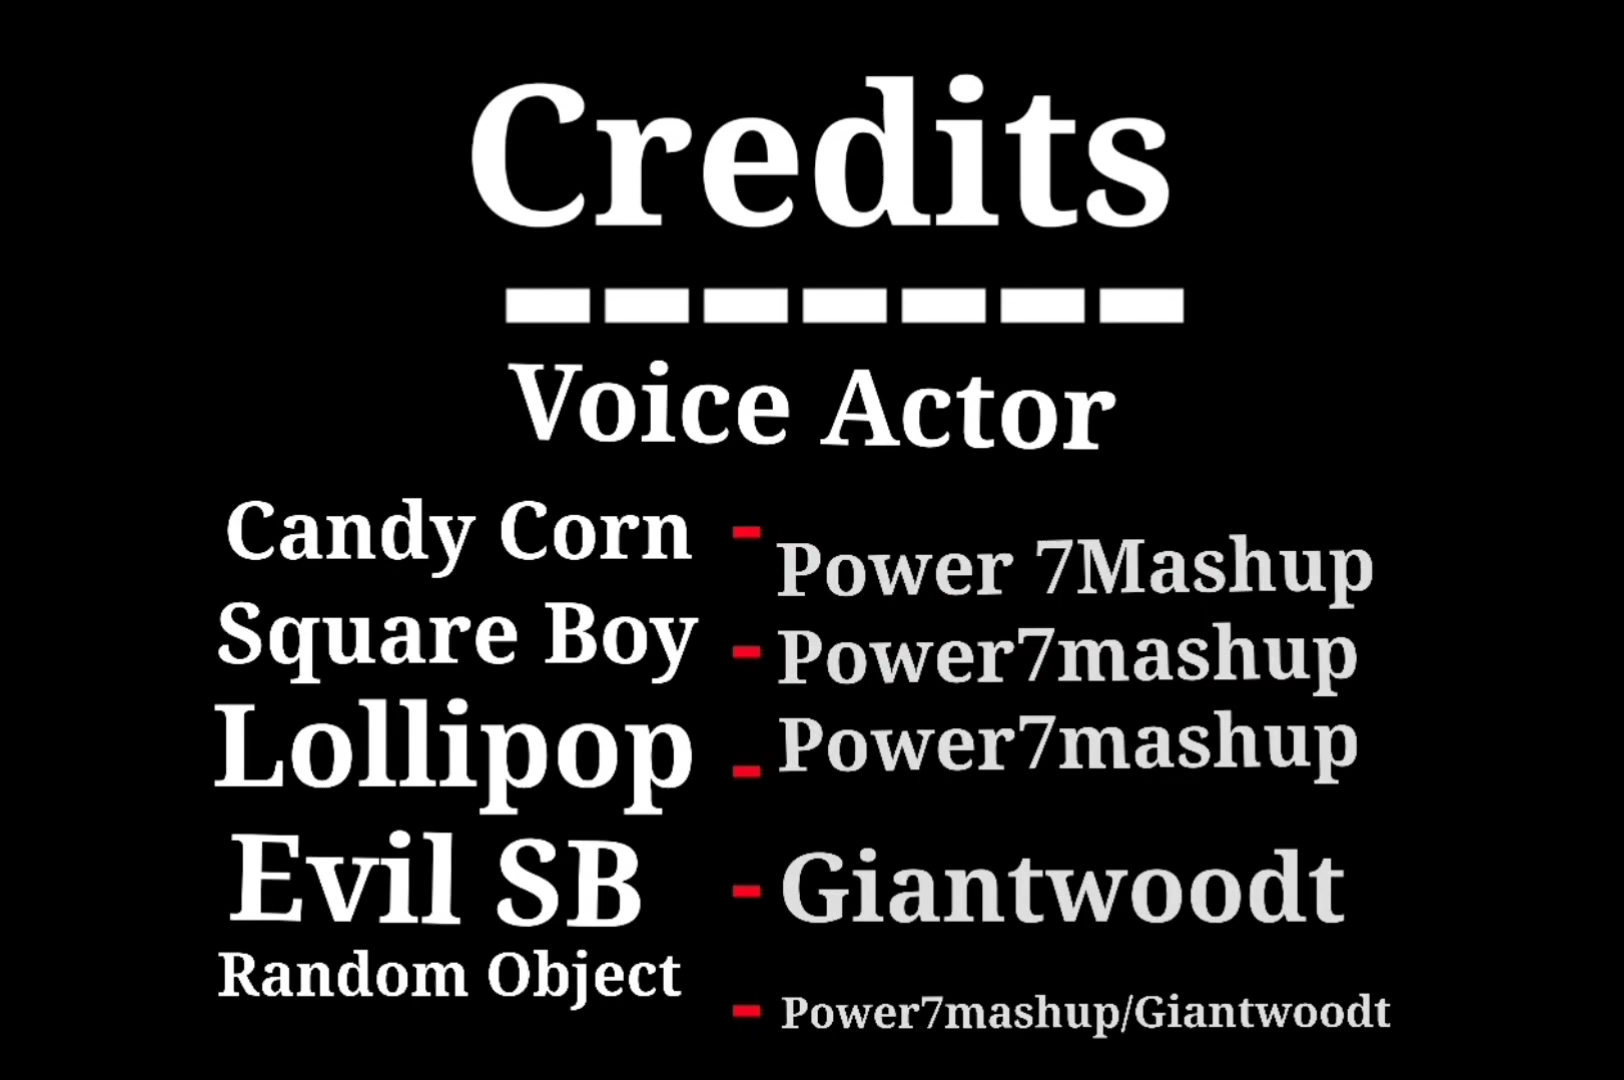 Credits
-------
Voice Actor
Candy Corn - Power 7Mashup
Square Boy - Power7mashup
Lollipop - Power7mashup
Evil SB - Giantwoodt
Random Object - Power7mashup/Giantwoodt